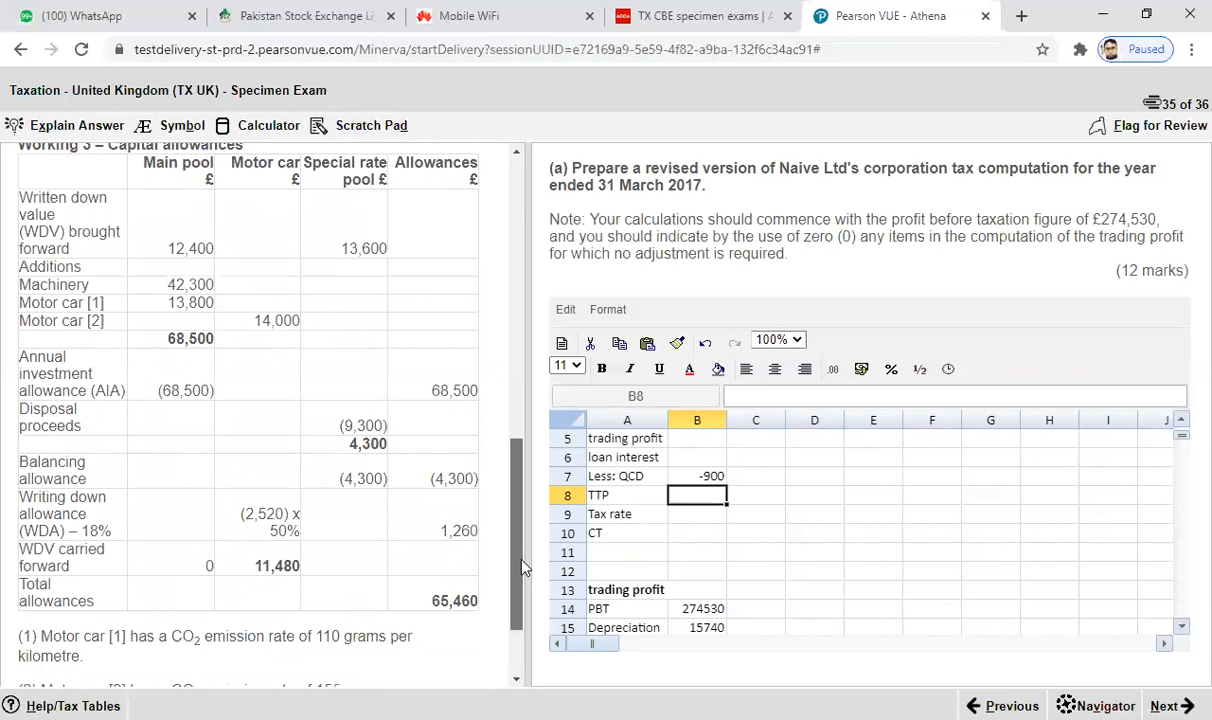 (100) WhatsApp
Pakistan Stock Exchange Li
Mobile WiFi
TX CBE specimen exams | A
Pearson VUE - Athena
testdelivery-st-prd-2.pearsonvue.com/Minerva/startDelivery?sessionUUID=e72169a9-5e59-4f82-a9ba-132f6c34ac91#
Paused
Taxation - United Kingdom (TX UK) - Specimen Exam
35 of 36
Explain Answer
Symbol
Calculator
Scratch Pad
Flag for Review
Working 3 – Capital allowances
Main pool £ Motor car £ Special rate pool £ Allowances £
Written down value (WDV) brought forward 12,400 13,600
Additions
Machinery 42,300
Motor car [1] 13,800
Motor car [2] 14,000
68,500
Annual investment allowance (AIA) (68,500) 68,500
Disposal proceeds (9,300)
4,300
Balancing allowance (4,300) (4,300)
Writing down allowance (WDA) – 18% (2,520) x 50% 1,260
WDV carried forward 0 11,480
Total allowances 65,460
(1) Motor car [1] has a CO2 emission rate of 110 grams per
kilometre.
(a) Prepare a revised version of Naive Ltd's corporation tax computation for the year
ended 31 March 2017.
Note: Your calculations should commence with the profit before taxation figure of £274,530,
and you should indicate by the use of zero (0) any items in the computation of the trading profit
for which no adjustment is required.
(12 marks)
Edit Format
100%
11 B I U A .00 % ½
B8
A B C D E F G H I J
5 trading profit
6 loan interest
7 Less: QCD -900
8 TTP
9 Tax rate
10 CT
11
12
13 trading profit
14 PBT 274530
15 Depreciation 15740
Help/Tax Tables
Previous
Navigator
Next